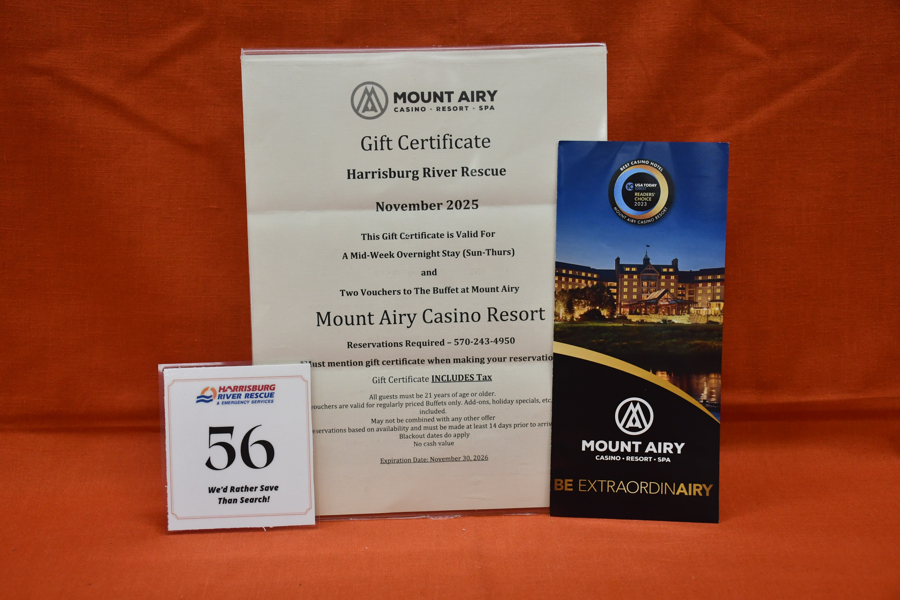 MOUNT AIRY
CASINO · RESORT · SPA
Gift Certificate
Harrisburg River Rescue
November 2025
This Gift Certificate is Valid For
A Mid-Week Overnight Stay (Sun-Thurs)
and
Two Vouchers to The Buffet at Mount Airy
Mount Airy Casino Resort
Reservations Required – 570-243-4950
ust mention gift certificate when making your reservatio
Gift Certificate INCLUDES Tax
All guests must be 21 years of age or older.
ouchers are valid for regularly priced Buffets only. Add-ons, holiday specials, etc.
included.
May not be combined with any other offer
servations based on availability and must be made at least 14 days prior to arriv
Blackout dates do apply
No cash value
Expiration Date: November 30, 2026
BEST CASINO HOTEL
USA TODAY
READERS'
CHOICE
2023
MOUNT AIRY CASINO RESORT
MOUNT AIRY
CASINO · RESORT · SPA
BE EXTRAORDINAIRY
HARRISBURG
RIVER RESCUE
& EMERGENCY SERVICES
56
We'd Rather Save
Than Search!